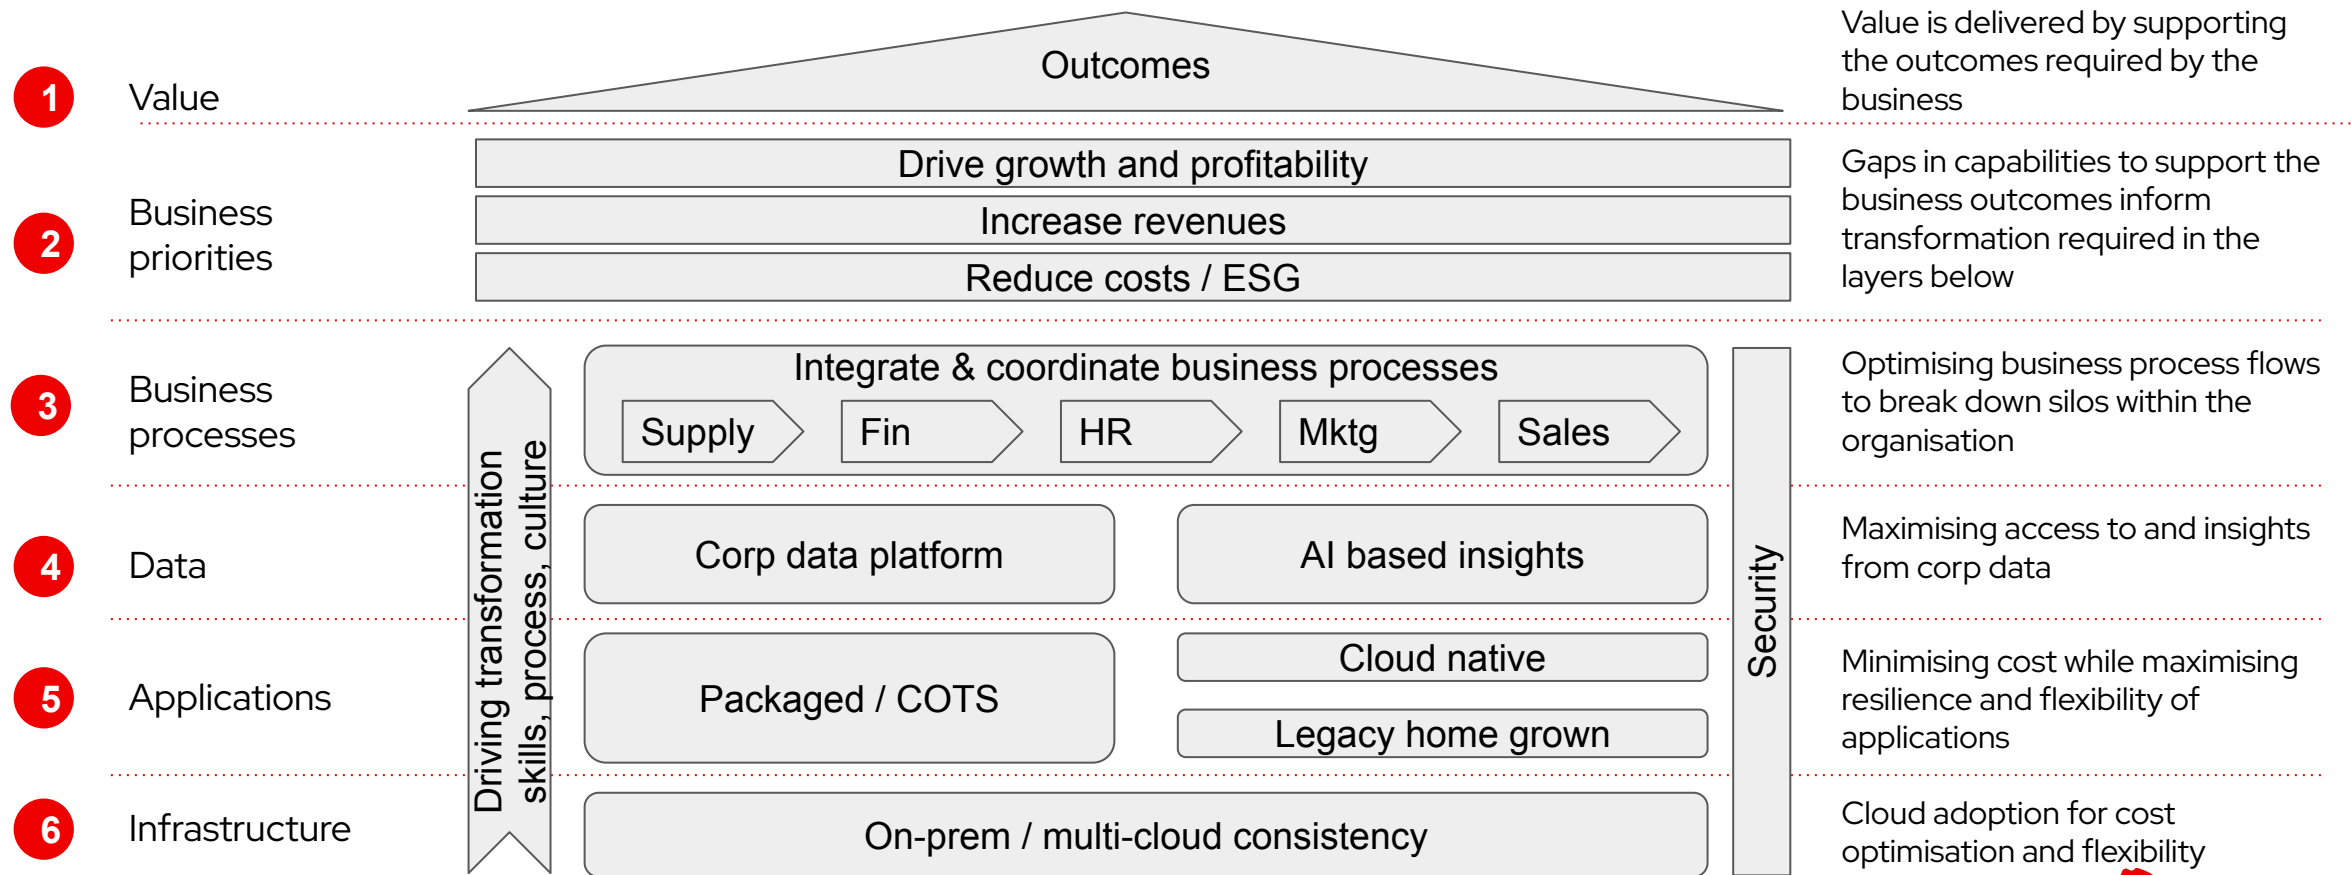 1
Value
Outcomes
Value is delivered by supporting
the outcomes required by the
business
2
Business
priorities
Drive growth and profitability
Increase revenues
Reduce costs / ESG
Gaps in capabilities to support the
business outcomes inform
transformation required in the
layers below
3
Business
processes
Driving transformation
skills, process, culture
Integrate & coordinate business processes
Supply
Fin
HR
Mktg
Sales
Security
Optimising business process flows
to break down silos within the
organisation
4
Data
Corp data platform
AI based insights
Maximising access to and insights
from corp data
5
Applications
Packaged / COTS
Cloud native
Legacy home grown
Minimising cost while maximising
resilience and flexibility of
applications
6
Infrastructure
On-prem / multi-cloud consistency
Cloud adoption for cost
optimisation and flexibility